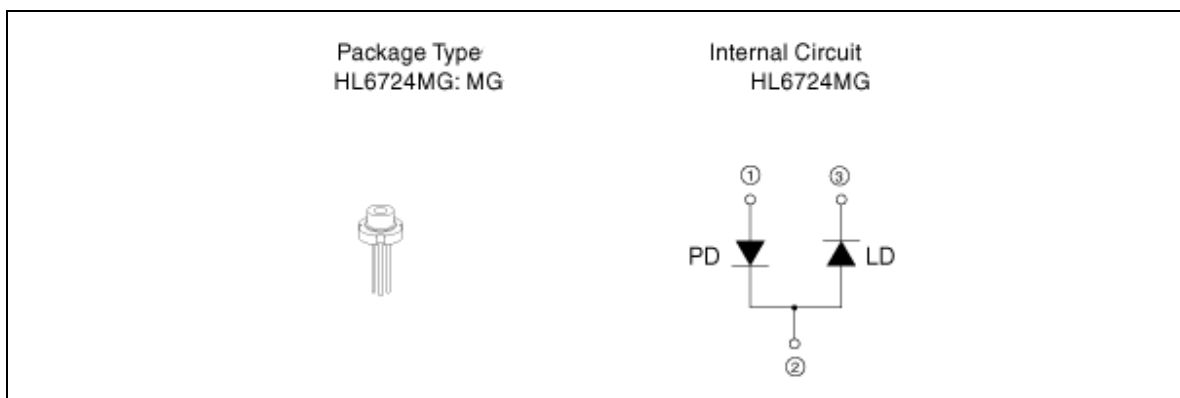 Package Type
HL6724MG: MG
Internal Circuit
HL6724MG
① ③
PD LD
②